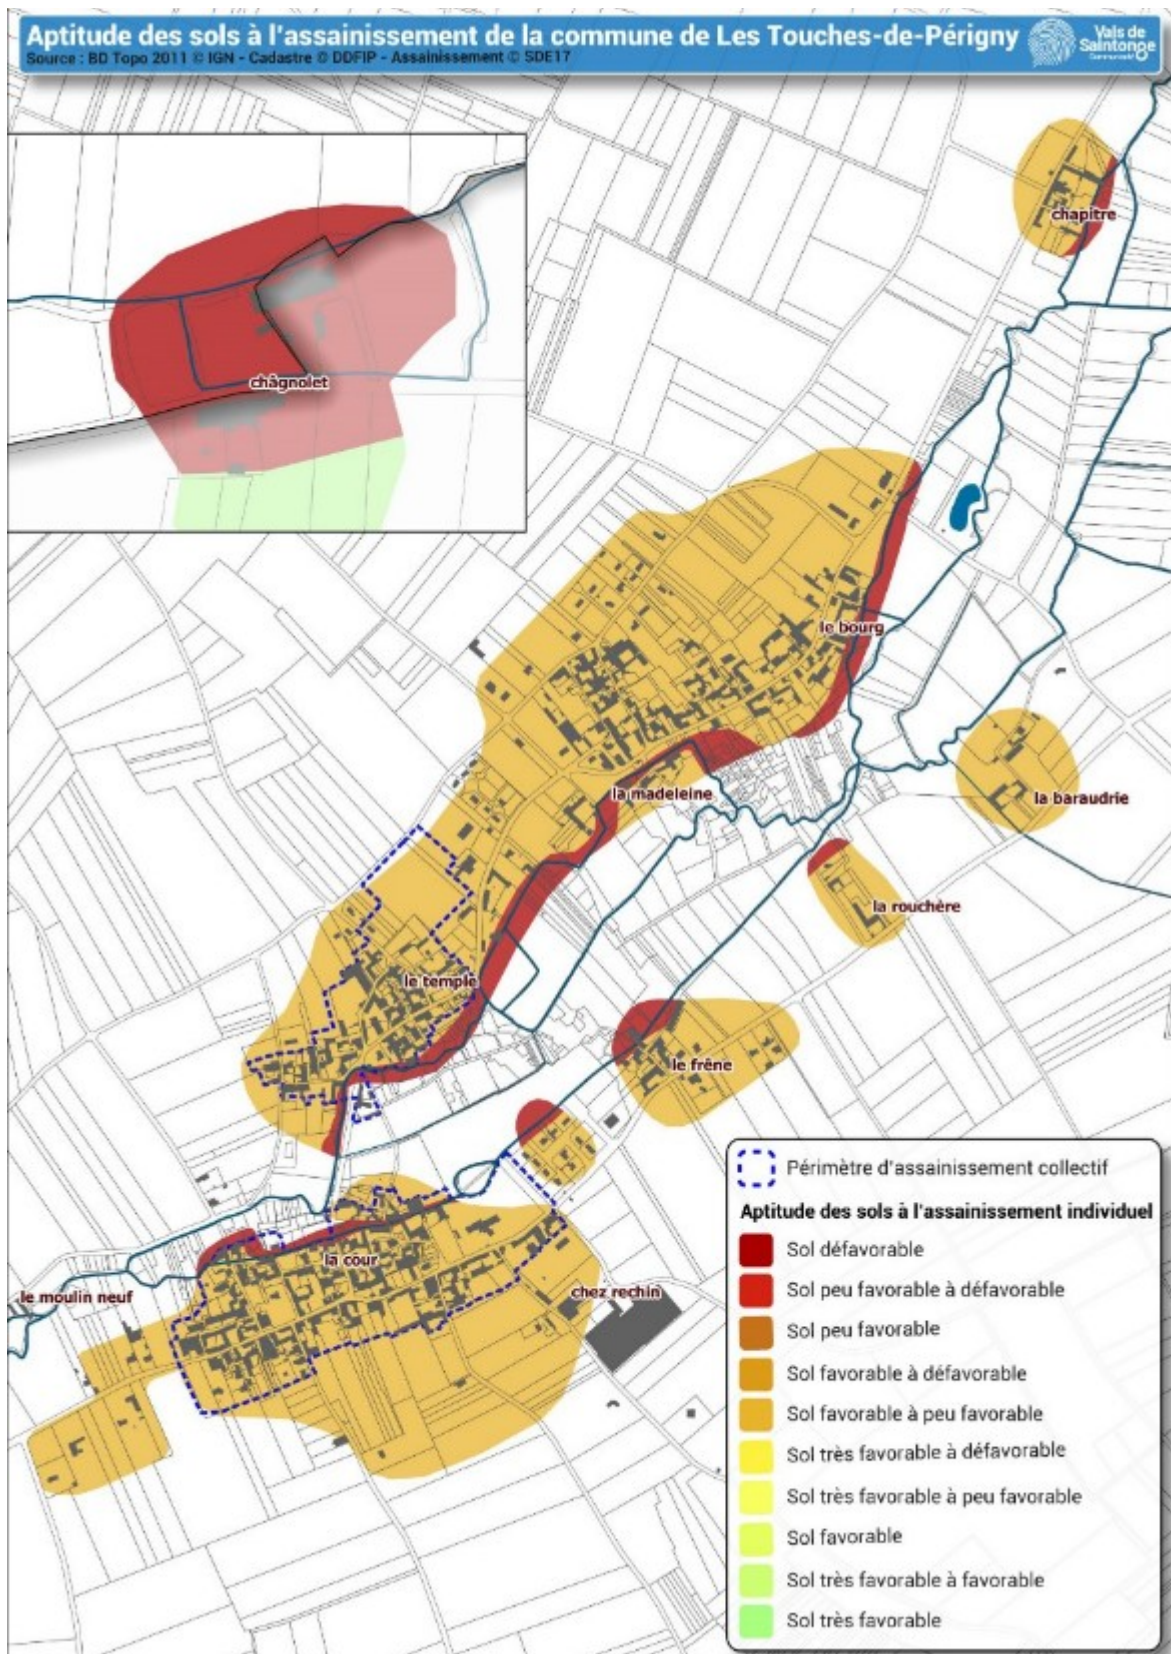 Aptitude des sols à l'assainissement de la commune de Les Touches-de-Périgny
Source : BD Topo 2011 © IGN - Cadastre © DDFIP - Assainissement © SDE17
Vals de
Saintonge
Communauté
chapitre
châgnolet
le bourg
la madeleine
la baraudrie
la rouchère
le temple
le frêne
la cour
le moulin neuf
chez rechin
Périmètre d'assainissement collectif
Aptitude des sols à l'assainissement individuel
Sol défavorable
Sol peu favorable à défavorable
Sol peu favorable
Sol favorable à défavorable
Sol favorable à peu favorable
Sol très favorable à défavorable
Sol très favorable à peu favorable
Sol favorable
Sol très favorable à favorable
Sol très favorable